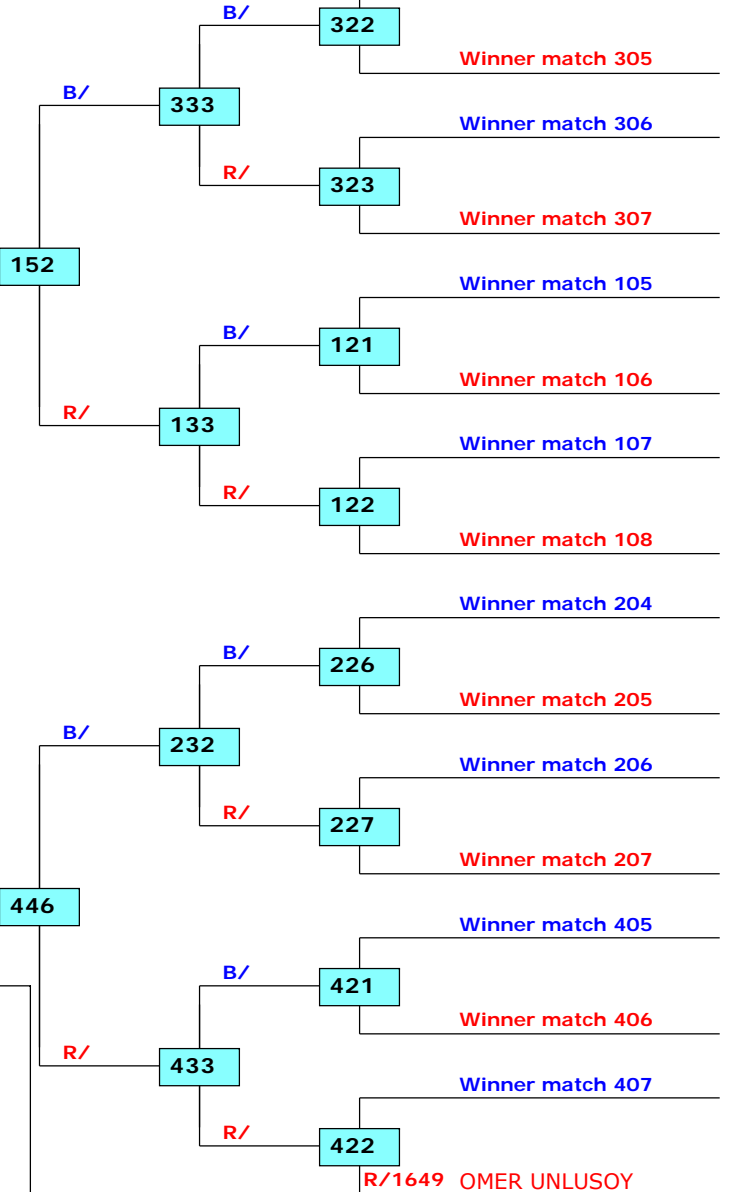 B/
322
Winner match 305
B/
333
Winner match 306
R/
323
Winner match 307
152
Winner match 105
B/
121
Winner match 106
R/
133
Winner match 107
R/
122
Winner match 108
Winner match 204
B/
226
Winner match 205
B/
232
Winner match 206
R/
227
Winner match 207
446
Winner match 405
B/
421
Winner match 406
R/
433
Winner match 407
R/
422
R/1649 OMER UNLUSOY